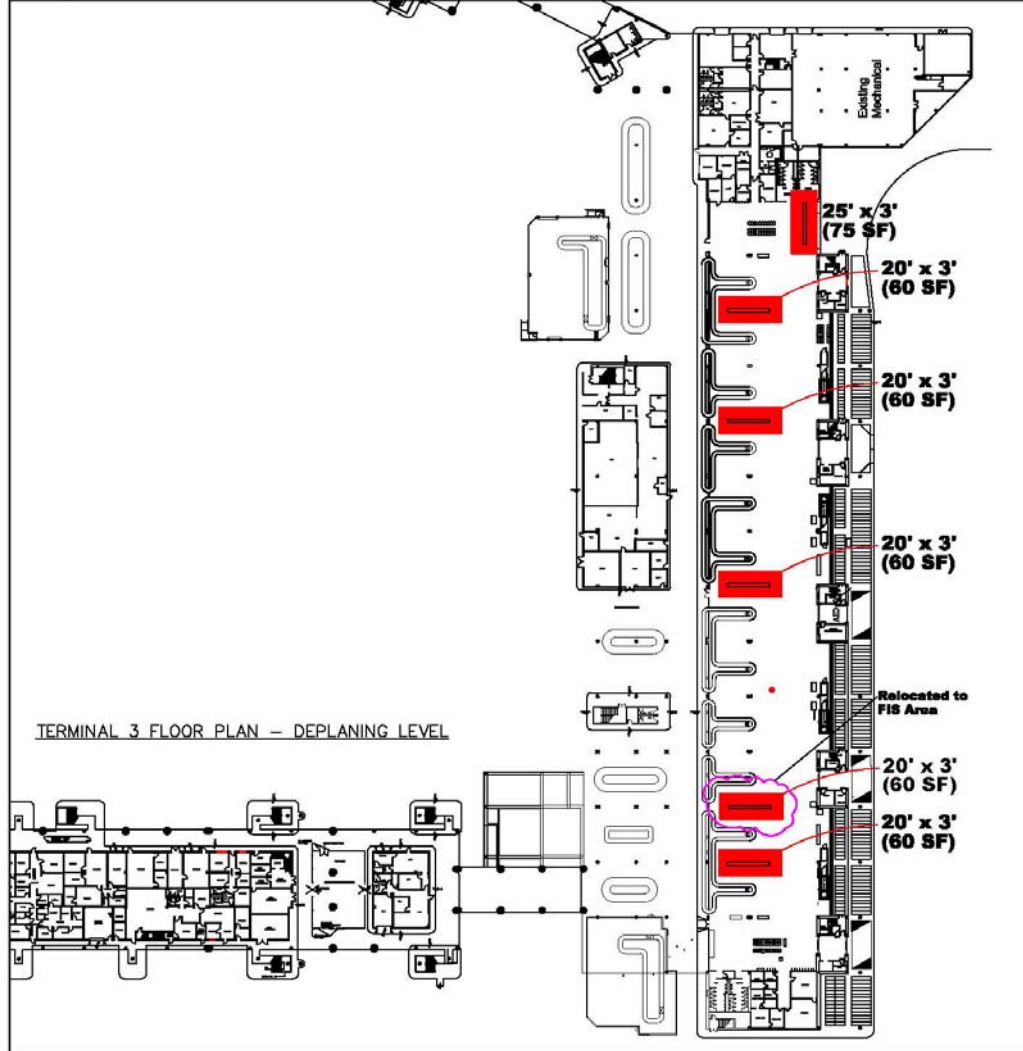 Existing
Mechanical
25' x 3'
(75 SF)
20' x 3'
(60 SF)
20' x 3'
(60 SF)
20' x 3'
(60 SF)
Relocated to
FIS Area
TERMINAL 3 FLOOR PLAN – DEPLANING LEVEL
20' x 3'
(60 SF)
20' x 3'
(60 SF)